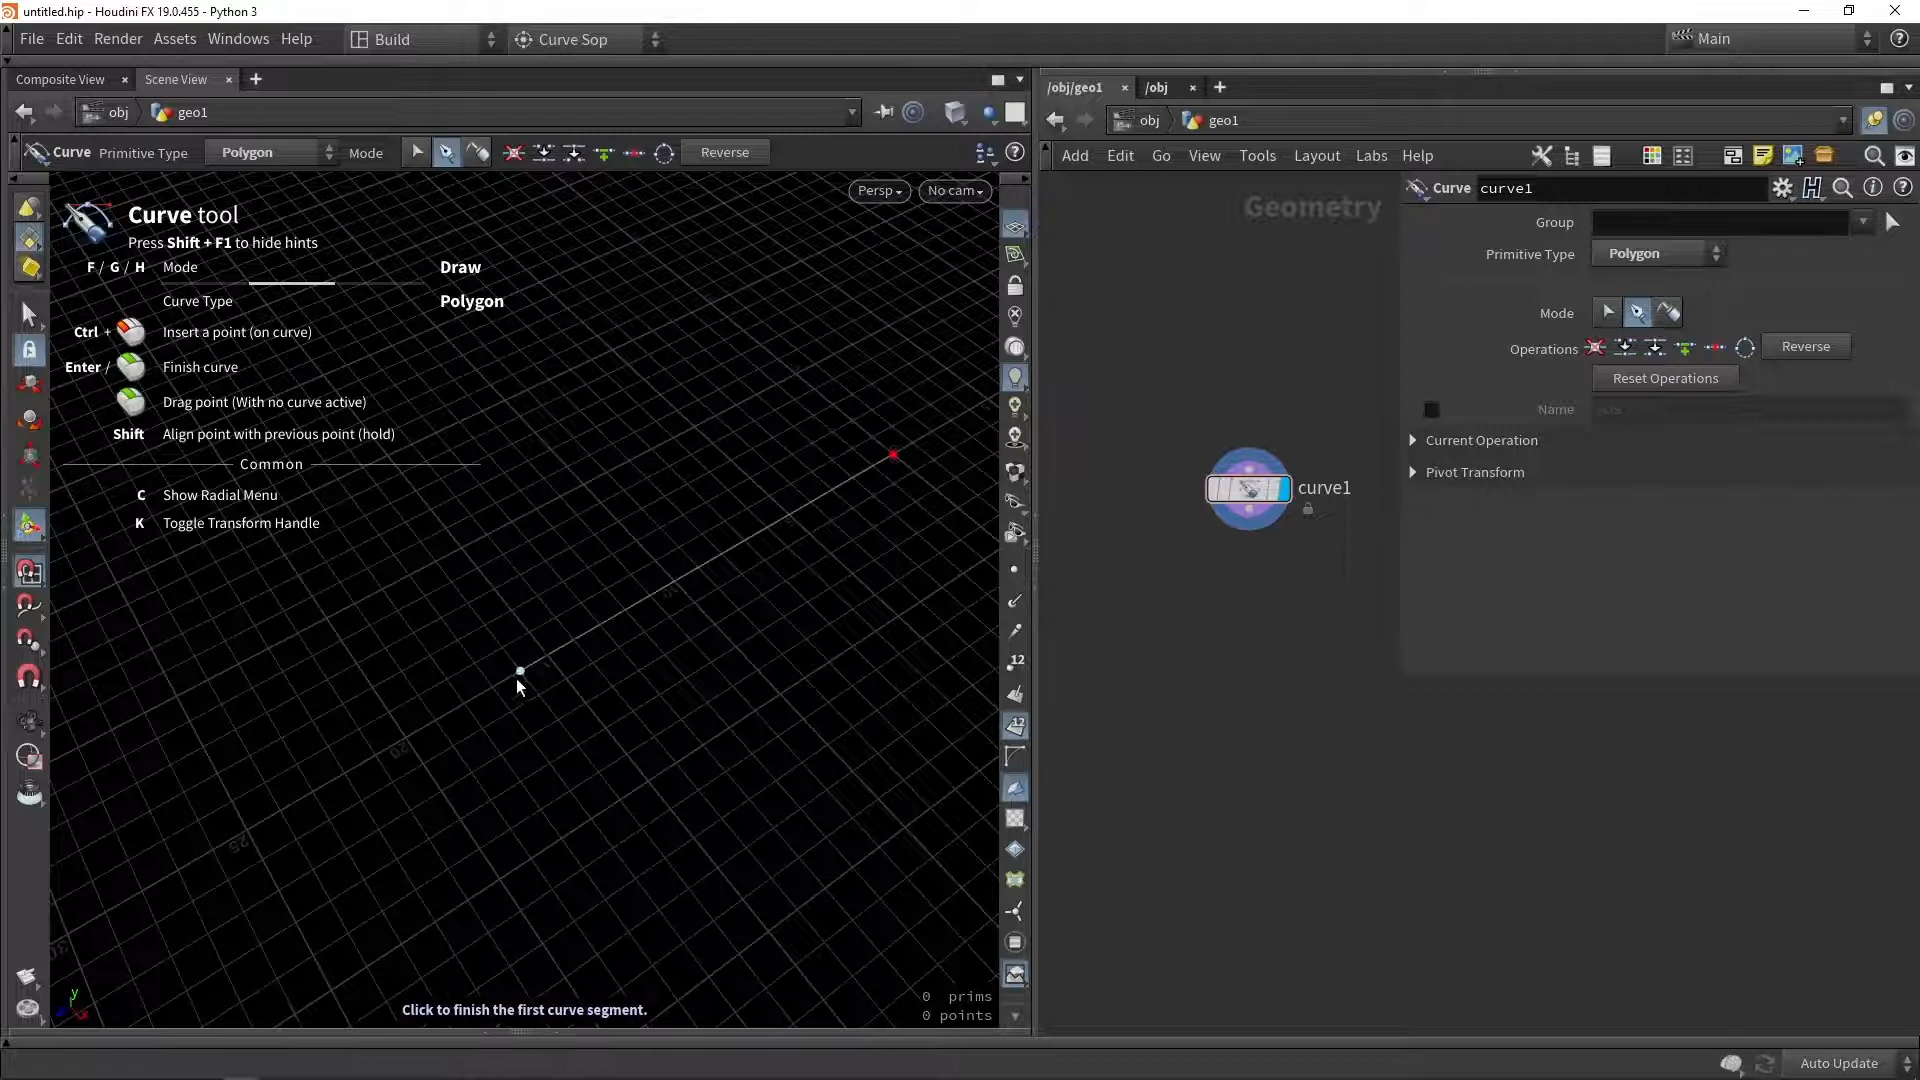 untitled.hip - Houdini FX 19.0.455 - Python 3
File Edit Render Assets Windows Help Build Curve Sop Main
Composite View Scene View
/obj/geo1 /obj
obj geo1
obj geo1
Curve Primitive Type Polygon Mode Reverse
Add Edit Go View Tools Layout Labs Help
Persp No cam
Geometry
Curve curve1
Curve tool
Press Shift + F1 to hide hints
F / G / H Mode Draw
Curve Type Polygon
Ctrl + Insert a point (on curve)
Enter / Finish curve
Drag point (With no curve active)
Shift Align point with previous point (hold)
Common
C Show Radial Menu
K Toggle Transform Handle
Group
Primitive Type Polygon
Mode
Operations Reverse
Reset Operations
Name
Current Operation
Pivot Transform
curve1
12
12
20
25
30
y
Click to finish the first curve segment.
0 prims
0 points
Auto Update